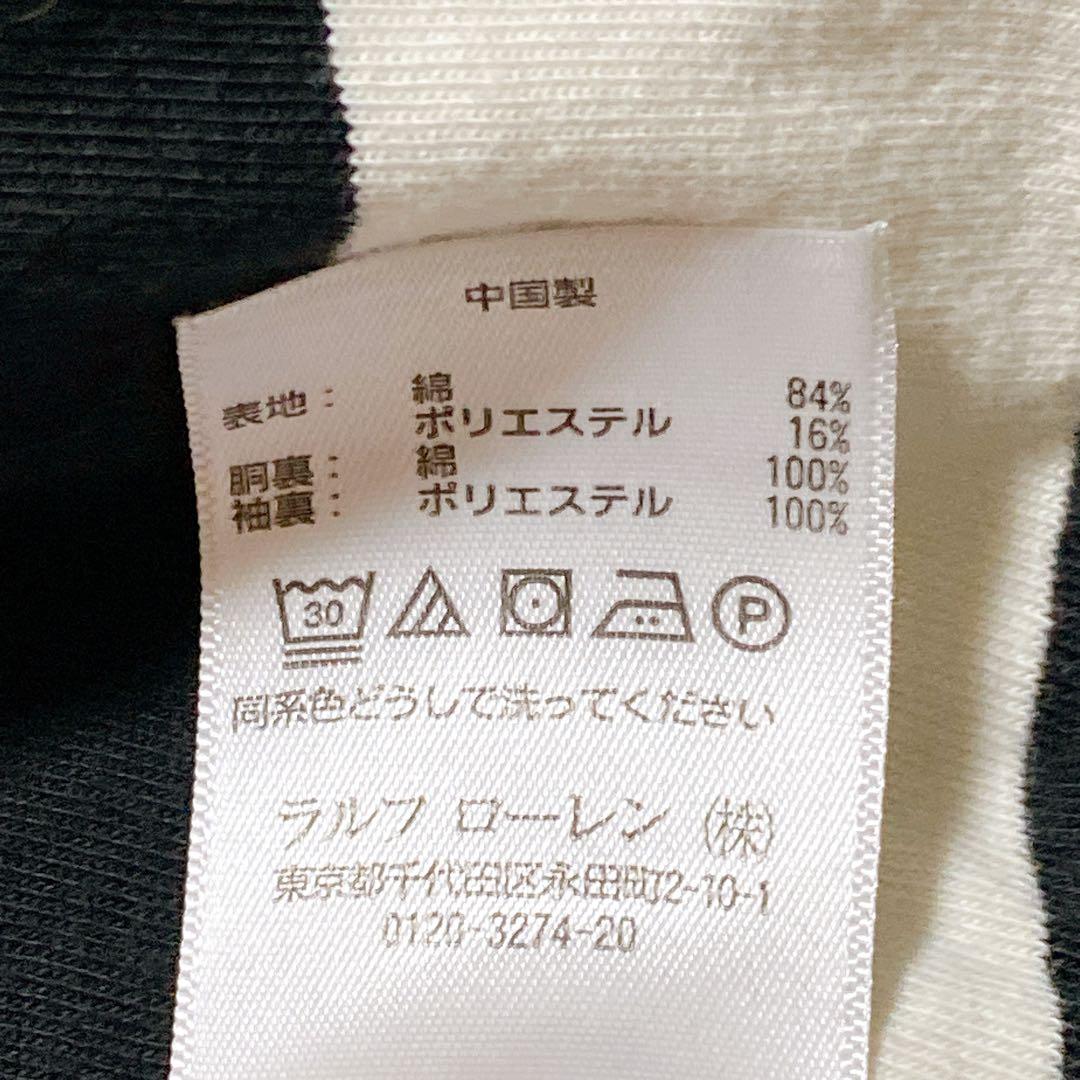 中国製
表地: 綿 84%
ポリエステル 16%
胴裏: 綿 100%
袖裏: ポリエステル 100%
30 P
同系色どうしで洗ってください
ラルフ ローレン (株)
東京都千代田区永田町2-10-1
0120-3274-20